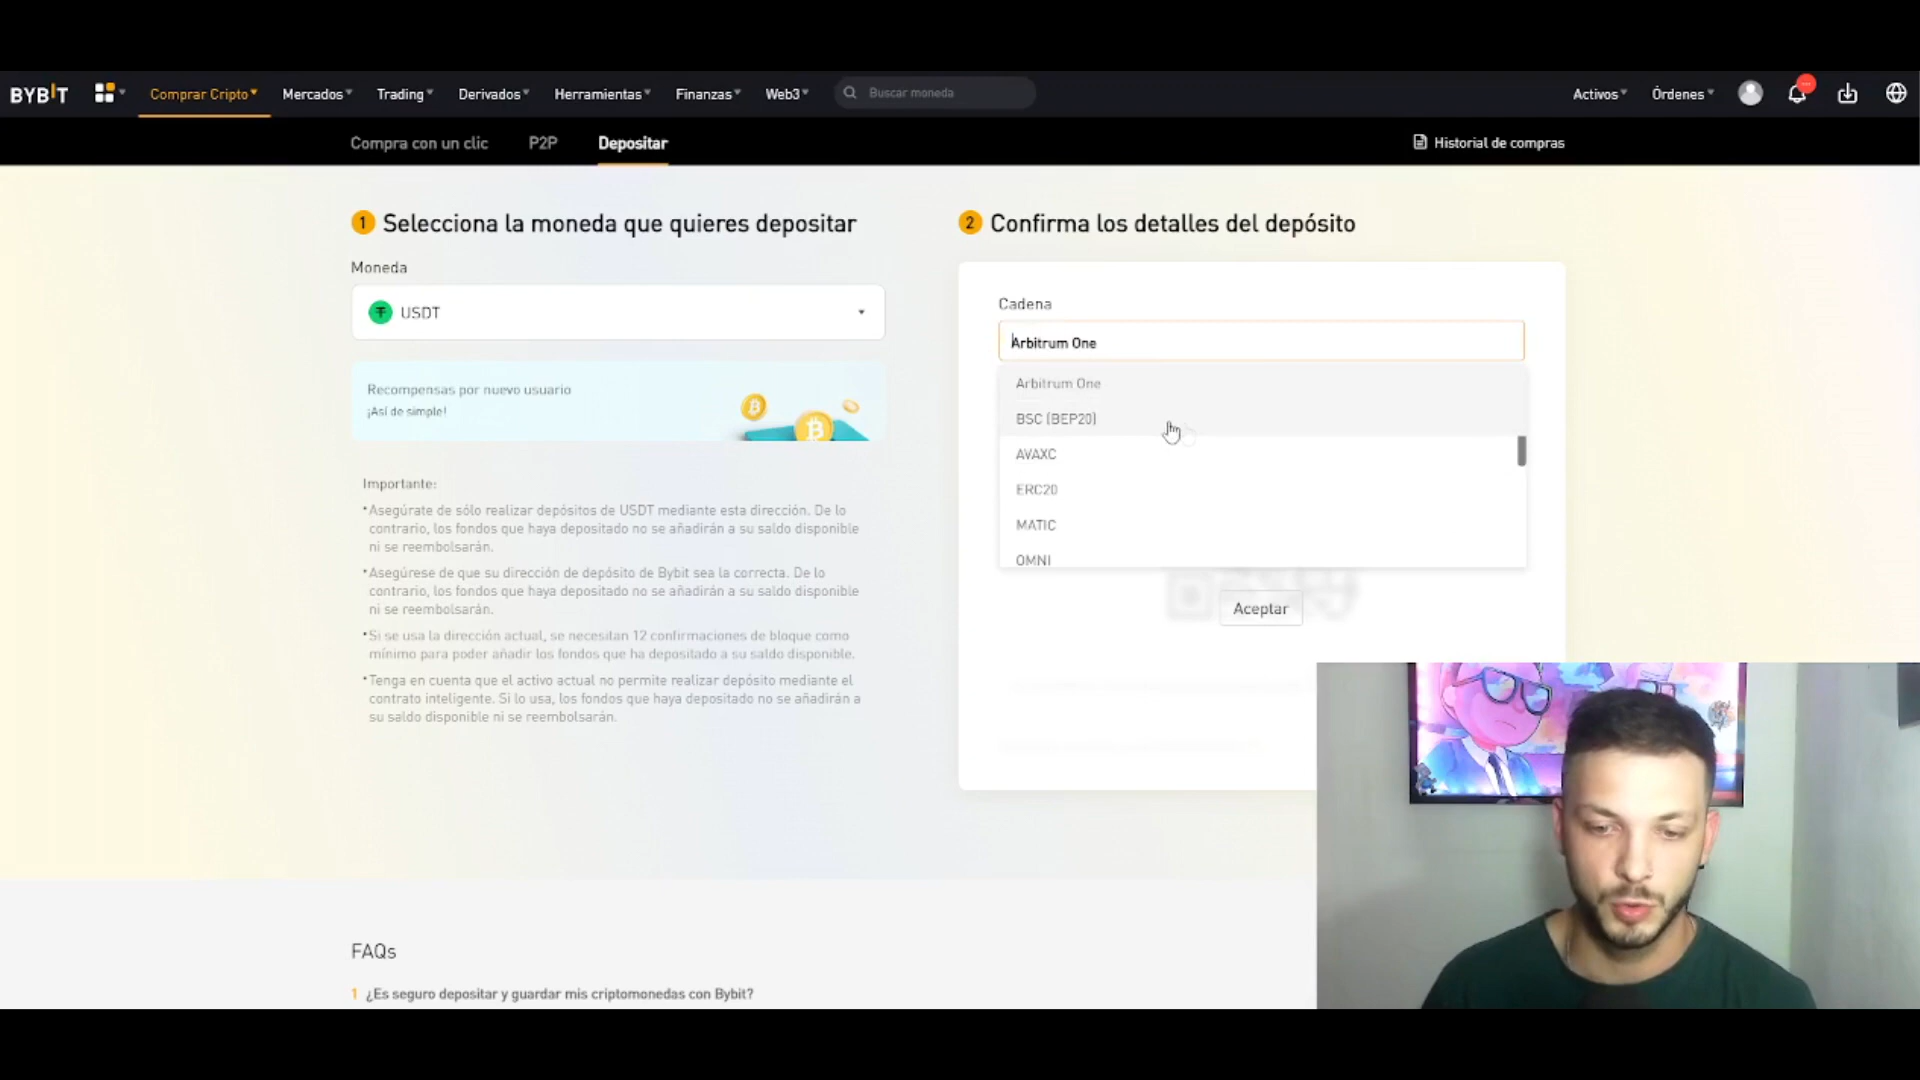 BYBIT
Comprar Cripto Mercados Trading Derivados Herramientas Finanzas Web3 Buscar moneda Activos Órdenes
Compra con un clic P2P Depositar Historial de compras
1 Selecciona la moneda que quieres depositar
Moneda
USDT
Recompensas por nuevo usuario
¡Así de simple!
Importante:
*Asegúrate de sólo realizar depósitos de USDT mediante esta dirección. De lo
contrario, los fondos que haya depositado no se añadirán a su saldo disponible
ni se reembolsarán.
*Asegúrese de que su dirección de depósito de Bybit sea la correcta. De lo
contrario, los fondos que haya depositado no se añadirán a su saldo disponible
ni se reembolsarán.
*Si se usa la dirección actual, se necesitan 12 confirmaciones de bloque como
mínimo para poder añadir los fondos que ha depositado a su saldo disponible.
*Tenga en cuenta que el activo actual no permite realizar depósito mediante el
contrato inteligente. Si lo usa, los fondos que haya depositado no se añadirán a
su saldo disponible ni se reembolsarán.
2 Confirma los detalles del depósito
Cadena
Arbitrum One
Arbitrum One
BSC (BEP20)
AVAXC
ERC20
MATIC
OMNI
Aceptar
FAQs
1 ¿Es seguro depositar y guardar mis criptomonedas con Bybit?